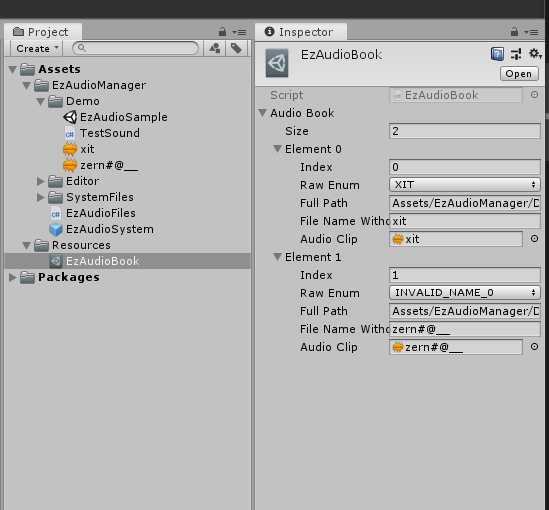 Project
Create
Assets
EzAudioManager
Demo
EzAudioSample
TestSound
xit
zern#@__
Editor
SystemFiles
EzAudioFiles
EzAudioSystem
Resources
EzAudioBook
Packages
Inspector
EzAudioBook
Open
Script EzAudioBook
Audio Book
Size 2
Element 0
Index 0
Raw Enum XIT
Full Path Assets/EzAudioManager/D
File Name Witho xit
Audio Clip xit
Element 1
Index 1
Raw Enum INVALID_NAME_0
Full Path Assets/EzAudioManager/D
File Name Witho zern#@__
Audio Clip zern#@__